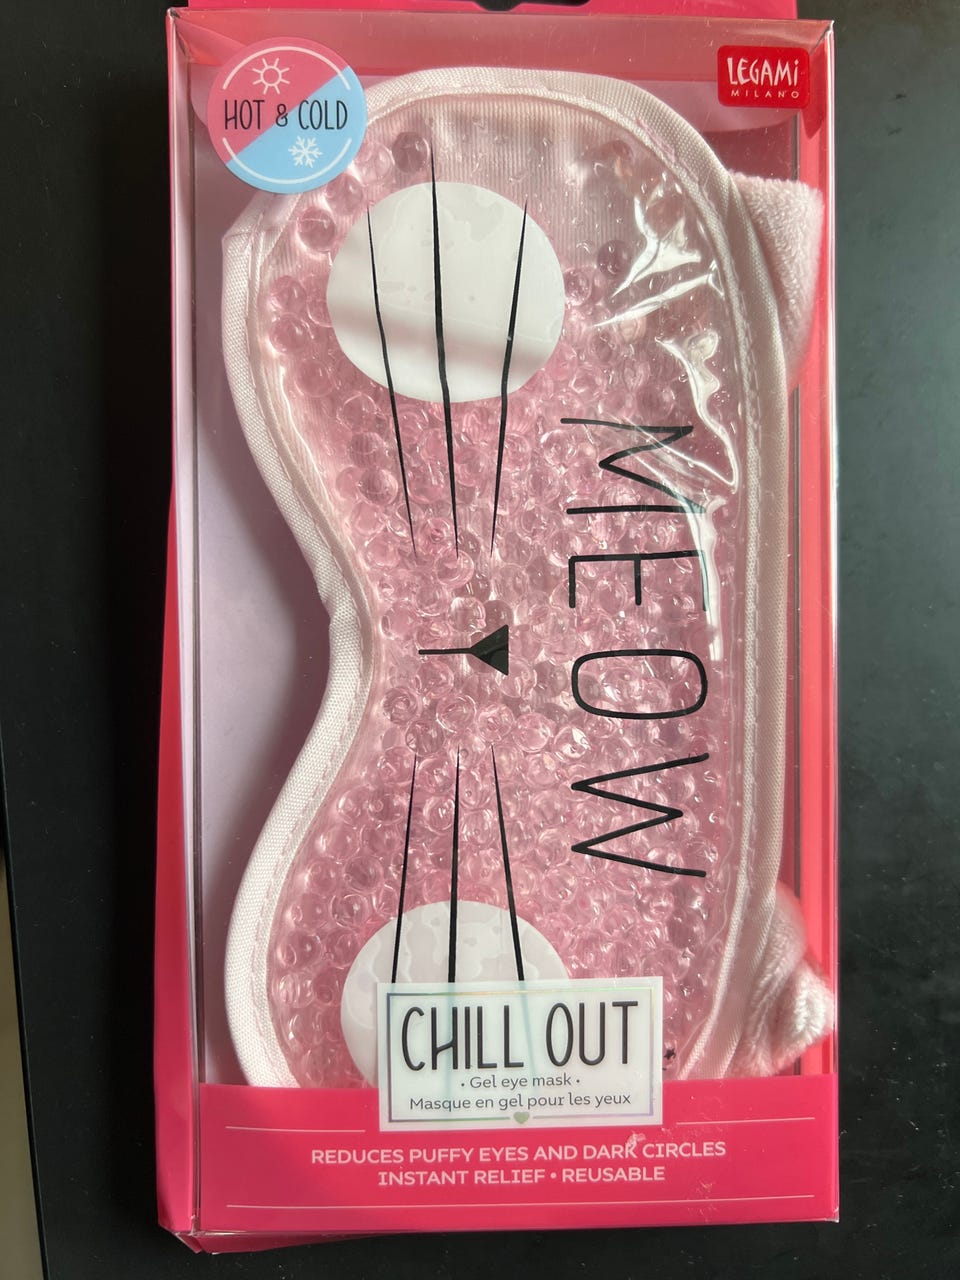 HOT & COLD
LEGAMI
MILANO
MEOW
CHILL OUT
• Gel eye mask •
Masque en gel pour les yeux
REDUCES PUFFY EYES AND DARK CIRCLES
INSTANT RELIEF • REUSABLE